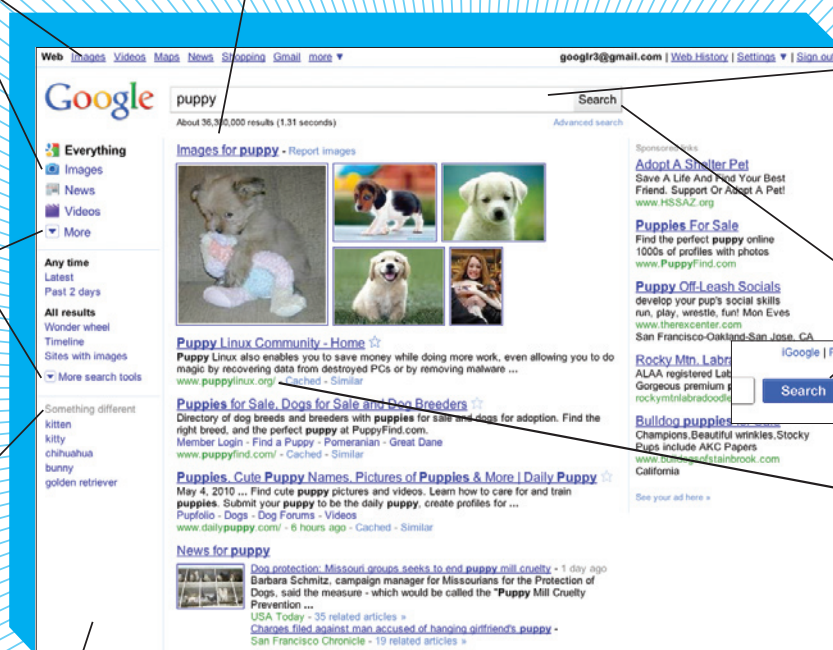 Web Images Videos Maps News Shopping Gmail more ▼
googlr3@gmail.com | Web History | Settings ▼ | Sign out
Google
puppy
Search
About 36,300,000 results (1.31 seconds)
Advanced search
Everything
Images
News
Videos
More
Any time
Latest
Past 2 days
All results
Wonder wheel
Timeline
Sites with images
More search tools
Something different
kitten
kitty
chihuahua
bunny
golden retriever
Images for puppy - Report images
Puppy Linux Community - Home
Puppy Linux also enables you to save money while doing more work, even allowing you to do
magic by recovering data from destroyed PCs or by removing malware ...
www.puppylinux.org/ - Cached - Similar
Puppies for Sale, Dogs for Sale and Dog Breeders
Directory of dog breeds and breeders with puppies for sale and dogs for adoption. Find the
right breed, and the perfect puppy at PuppyFind.com.
Member Login - Find a Puppy - Pomeranian - Great Dane
www.puppyfind.com/ - Cached - Similar
Puppies, Cute Puppy Names, Pictures of Puppies & More | Daily Puppy
May 4, 2010 ... Find cute puppy pictures and videos. Learn how to care for and train
puppies. Submit your puppy to be the daily puppy, create profiles for ...
Pupfolio - Dogs - Dog Forums - Videos
www.dailypuppy.com/ - 6 hours ago - Cached - Similar
News for puppy
Dog protection: Missouri groups seeks to end puppy mill cruelty - 1 day ago
Barbara Schmitz, campaign manager for Missourians for the Protection of
Dogs, said the measure - which would be called the "Puppy Mill Cruelty
Prevention ...
USA Today - 35 related articles »
Charges filed against man accused of hanging girlfriend's puppy -
San Francisco Chronicle - 19 related articles »
Sponsored links
Adopt A Shelter Pet
Save A Life And Find Your Best
Friend. Support Or Adopt A Pet!
www.HSSAZ.org
Puppies For Sale
Find the perfect puppy online
1000s of profiles with photos
www.PuppyFind.com
Puppy Off-Leash Socials
develop your pup's social skills
run, play, wrestle, fun! Mon Eves
www.therexcenter.com
San Francisco-Oakland-San Jose, CA
Rocky Mtn. Labra
ALAA registered Lab
Gorgeous premium p
rockymtnlabradoodle
Bulldog puppies
Champions,Beautiful wrinkles,Stocky
Pups include AKC Papers
California
See your ad here »
iGoogle |
Search